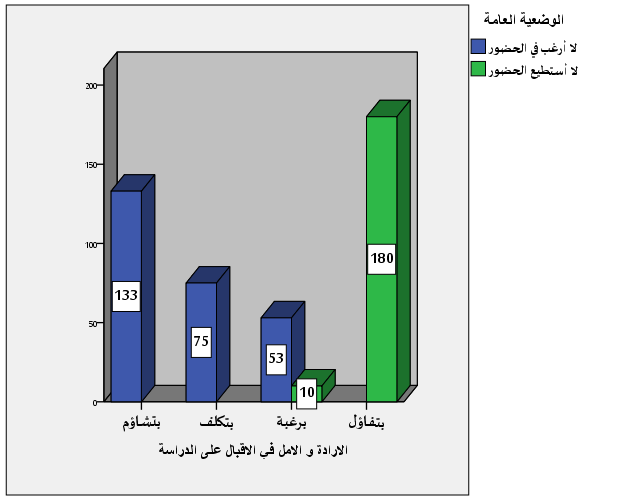 الوضعية العامة
لا أرغب في الحضور
لا أستطيع الحضور
200
150
100
50
0
133
75
53
10
180
بتشاؤم
بتكلف
برغبة
بتفاؤل
الارادة و الامل في الاقبال على الدراسة